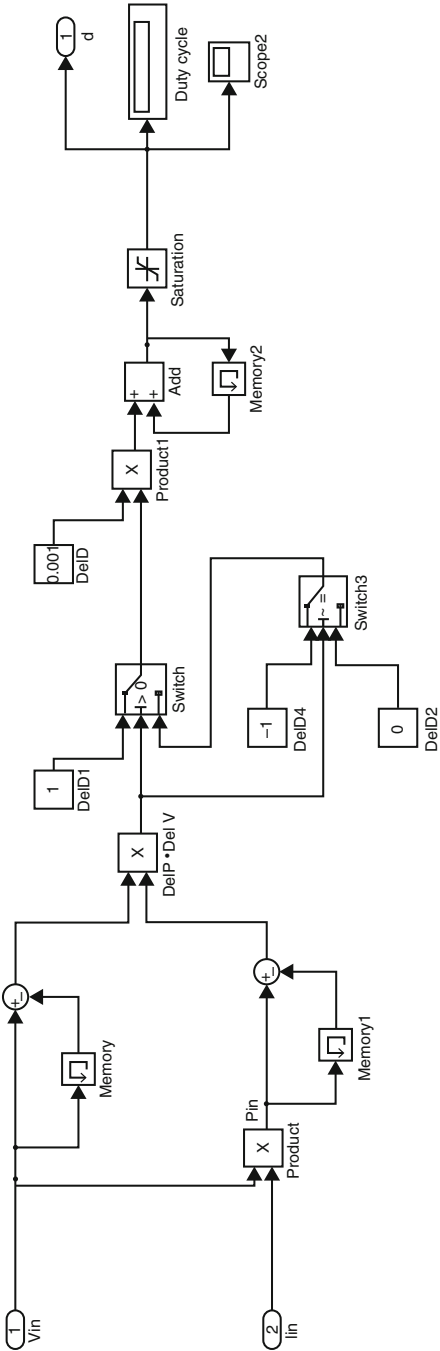 1
Vin
2
Iin
Memory
+
−
X
Product
Pin
+
−
Memory1
X
DelP • Del V
1
DelD1
> 0
Switch
−1
DelD4
0
DelD2
~ =
Switch3
0.001
DelD
X
Product1
+
+
Add
Memory2
Saturation
1
d
Duty cycle
Scope2